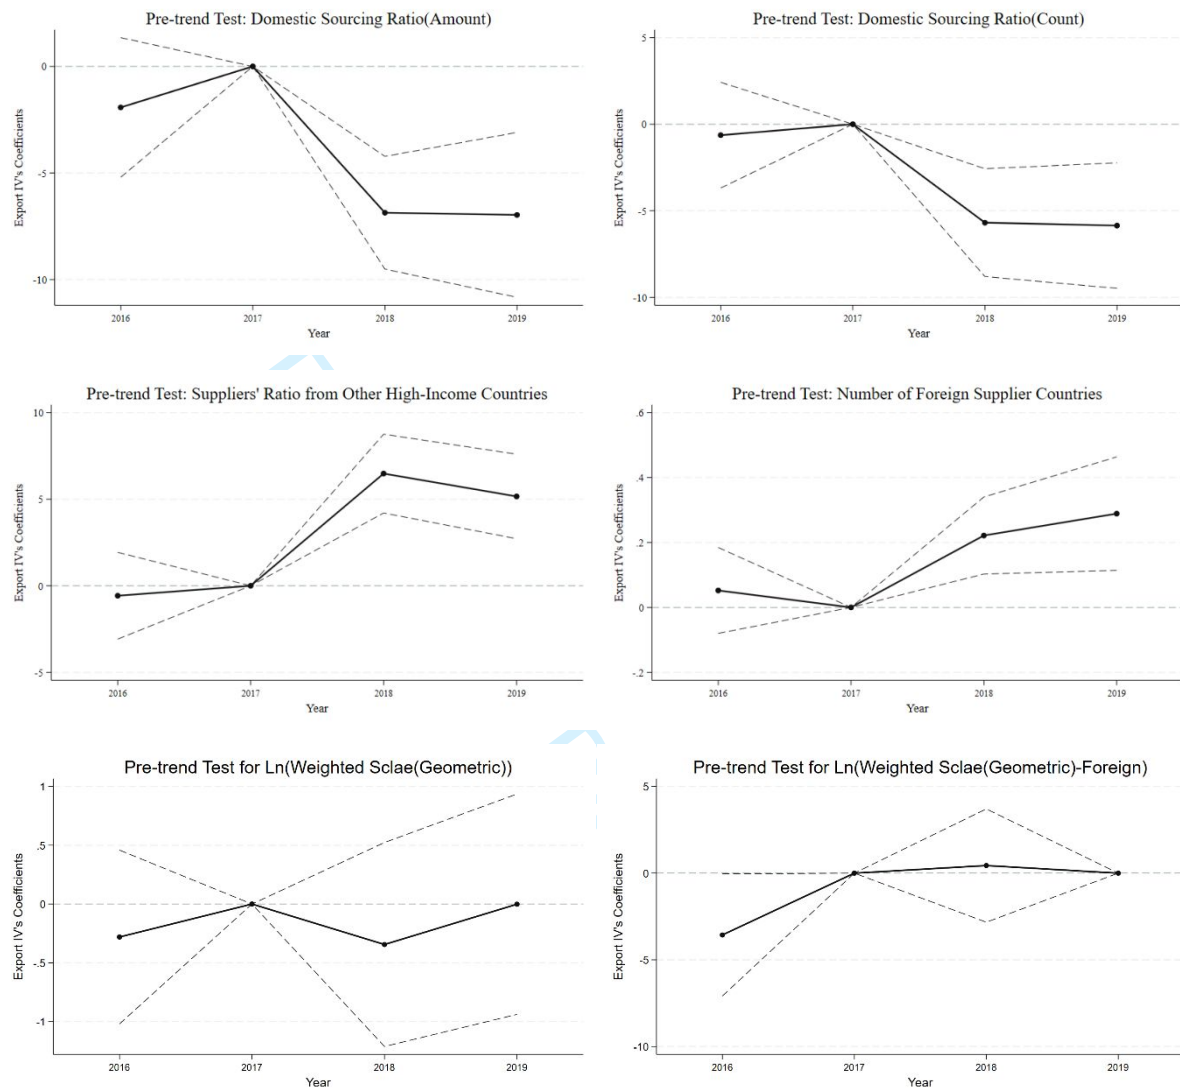 Pre-trend Test: Domestic Sourcing Ratio(Amount)
Export IV's Coefficients
0
-5
-10
2016
2017
2018
2019
Year
Pre-trend Test: Domestic Sourcing Ratio(Count)
Export IV's Coefficients
5
0
-5
-10
2016
2017
2018
2019
Year
Pre-trend Test: Suppliers' Ratio from Other High-Income Countries
Export IV's Coefficients
10
5
0
-5
2016
2017
2018
2019
Year
Pre-trend Test: Number of Foreign Supplier Countries
Export IV's Coefficients
.6
.4
.2
0
-.2
2016
2017
2018
2019
Year
Pre-trend Test for Ln(Weighted Sclae(Geometric))
Export IV's Coefficients
1
.5
0
-.5
-1
2016
2017
2018
2019
Year
Pre-trend Test for Ln(Weighted Sclae(Geometric)-Foreign)
Export IV's Coefficients
5
0
-5
-10
2016
2017
2018
2019
Year